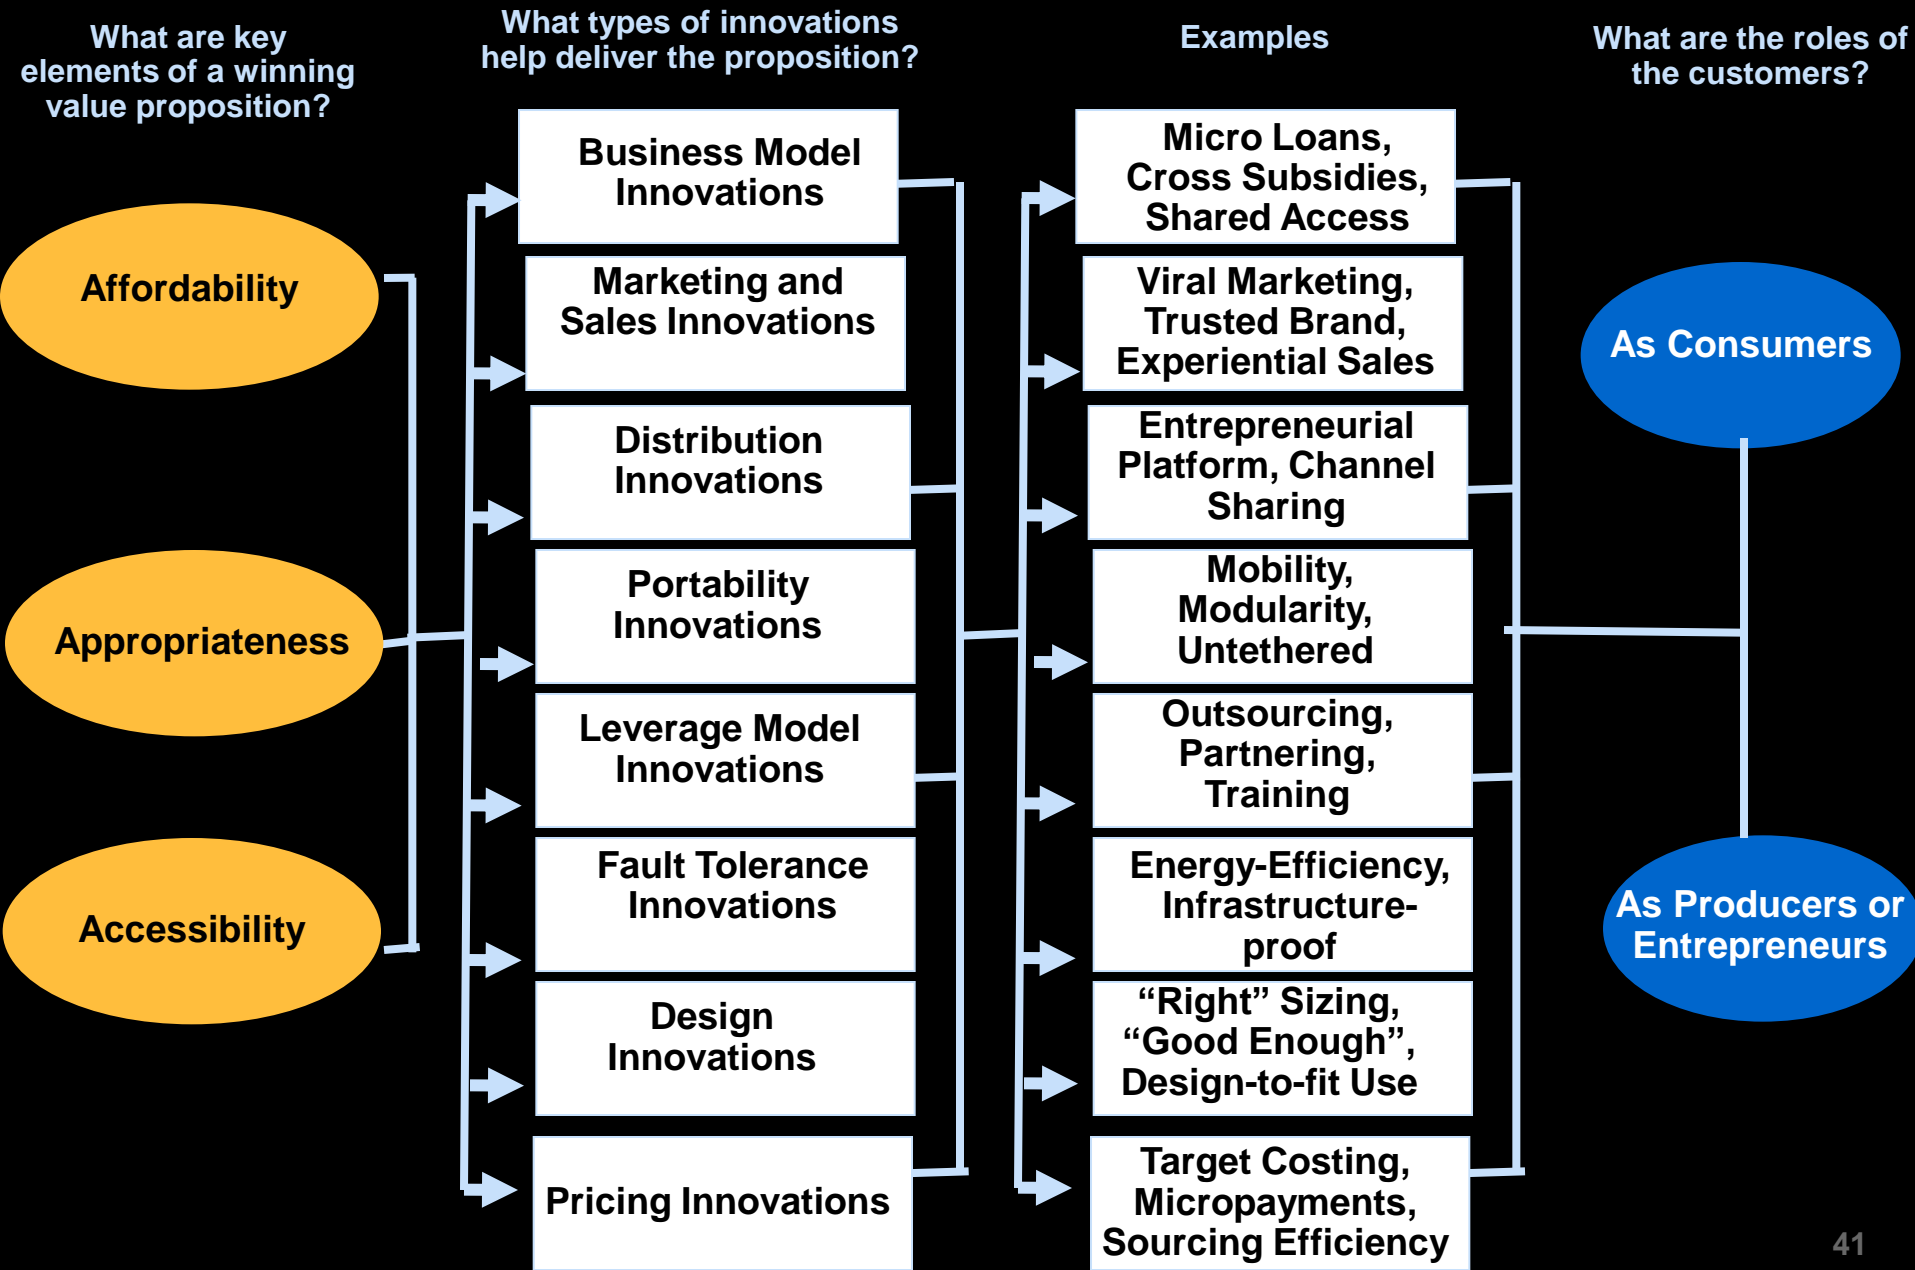 What are key
elements of a winning
value proposition?
What types of innovations
help deliver the proposition?
Examples
What are the roles of
the customers?
Affordability
Appropriateness
Accessibility
Business Model
Innovations
Marketing and
Sales Innovations
Distribution
Innovations
Portability
Innovations
Leverage Model
Innovations
Fault Tolerance
Innovations
Design
Innovations
Pricing Innovations
Micro Loans,
Cross Subsidies,
Shared Access
Viral Marketing,
Trusted Brand,
Experiential Sales
Entrepreneurial
Platform, Channel
Sharing
Mobility,
Modularity,
Untethered
Outsourcing,
Partnering,
Training
Energy-Efficiency,
Infrastructure-
proof
“Right” Sizing,
“Good Enough”,
Design-to-fit Use
Target Costing,
Micropayments,
Sourcing Efficiency
As Consumers
As Producers or
Entrepreneurs
41